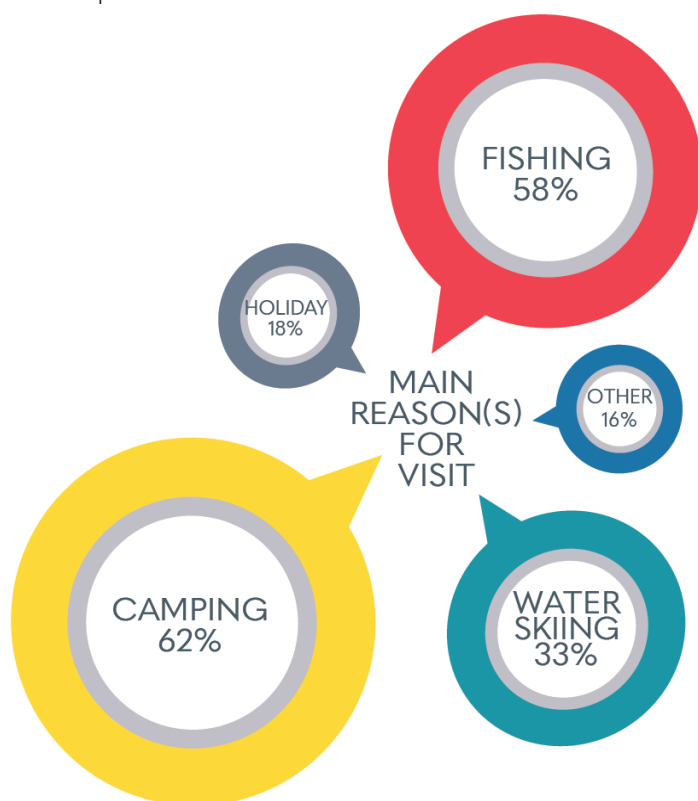 FISHING
58%
HOLIDAY
18%
MAIN
REASON(S)
FOR
VISIT
OTHER
16%
CAMPING
62%
WATER
SKIING
33%